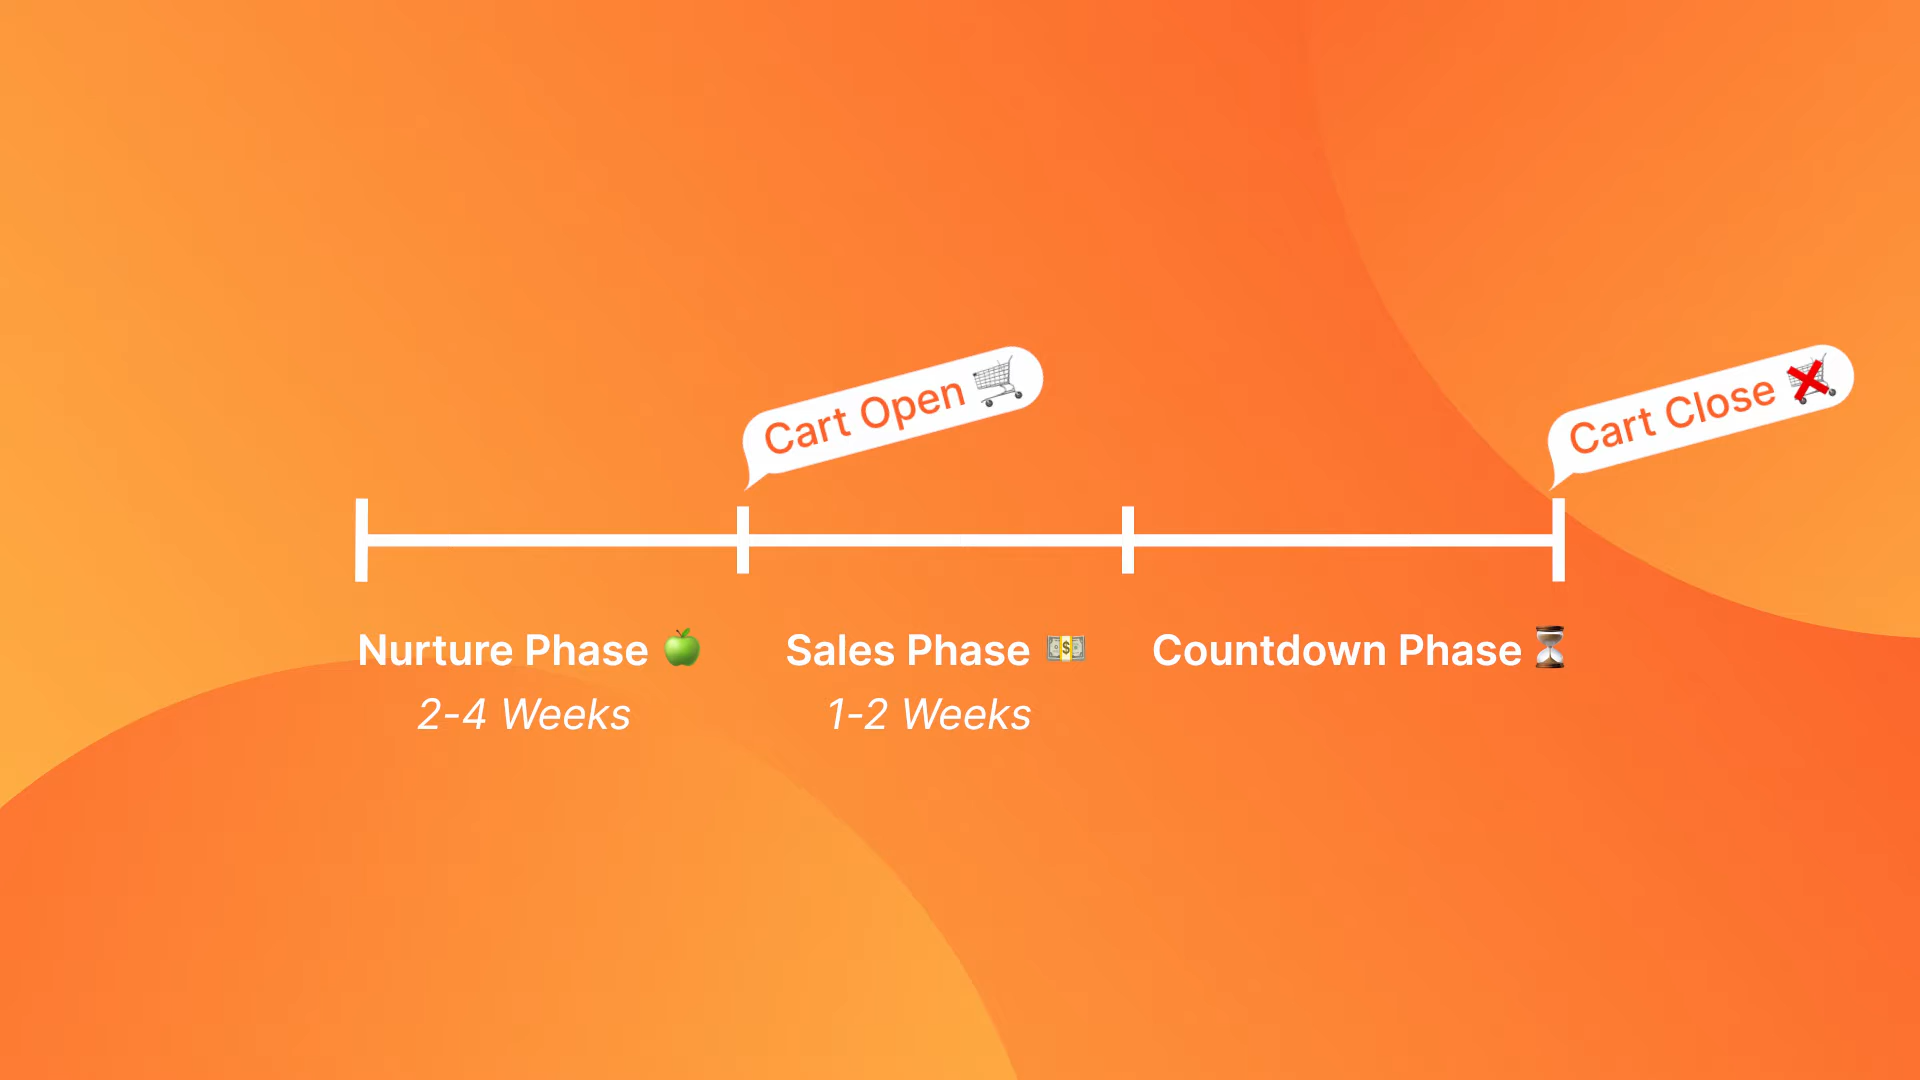 Cart Open
Cart Close
Nurture Phase
Sales Phase
Countdown Phase
2-4 Weeks
1-2 Weeks